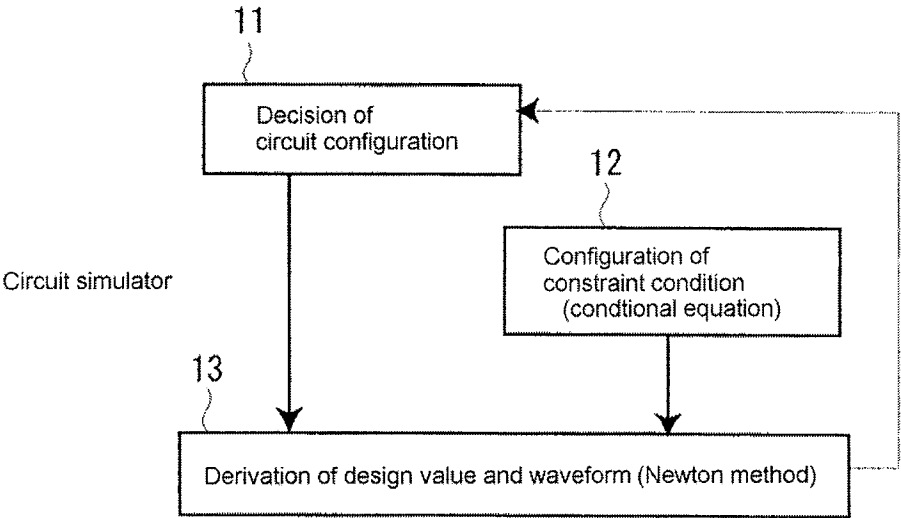 11
Decision of
circuit configuration
12
Configuration of
constraint condition
(condtional equation)
Circuit simulator
13
Derivation of design value and waveform (Newton method)